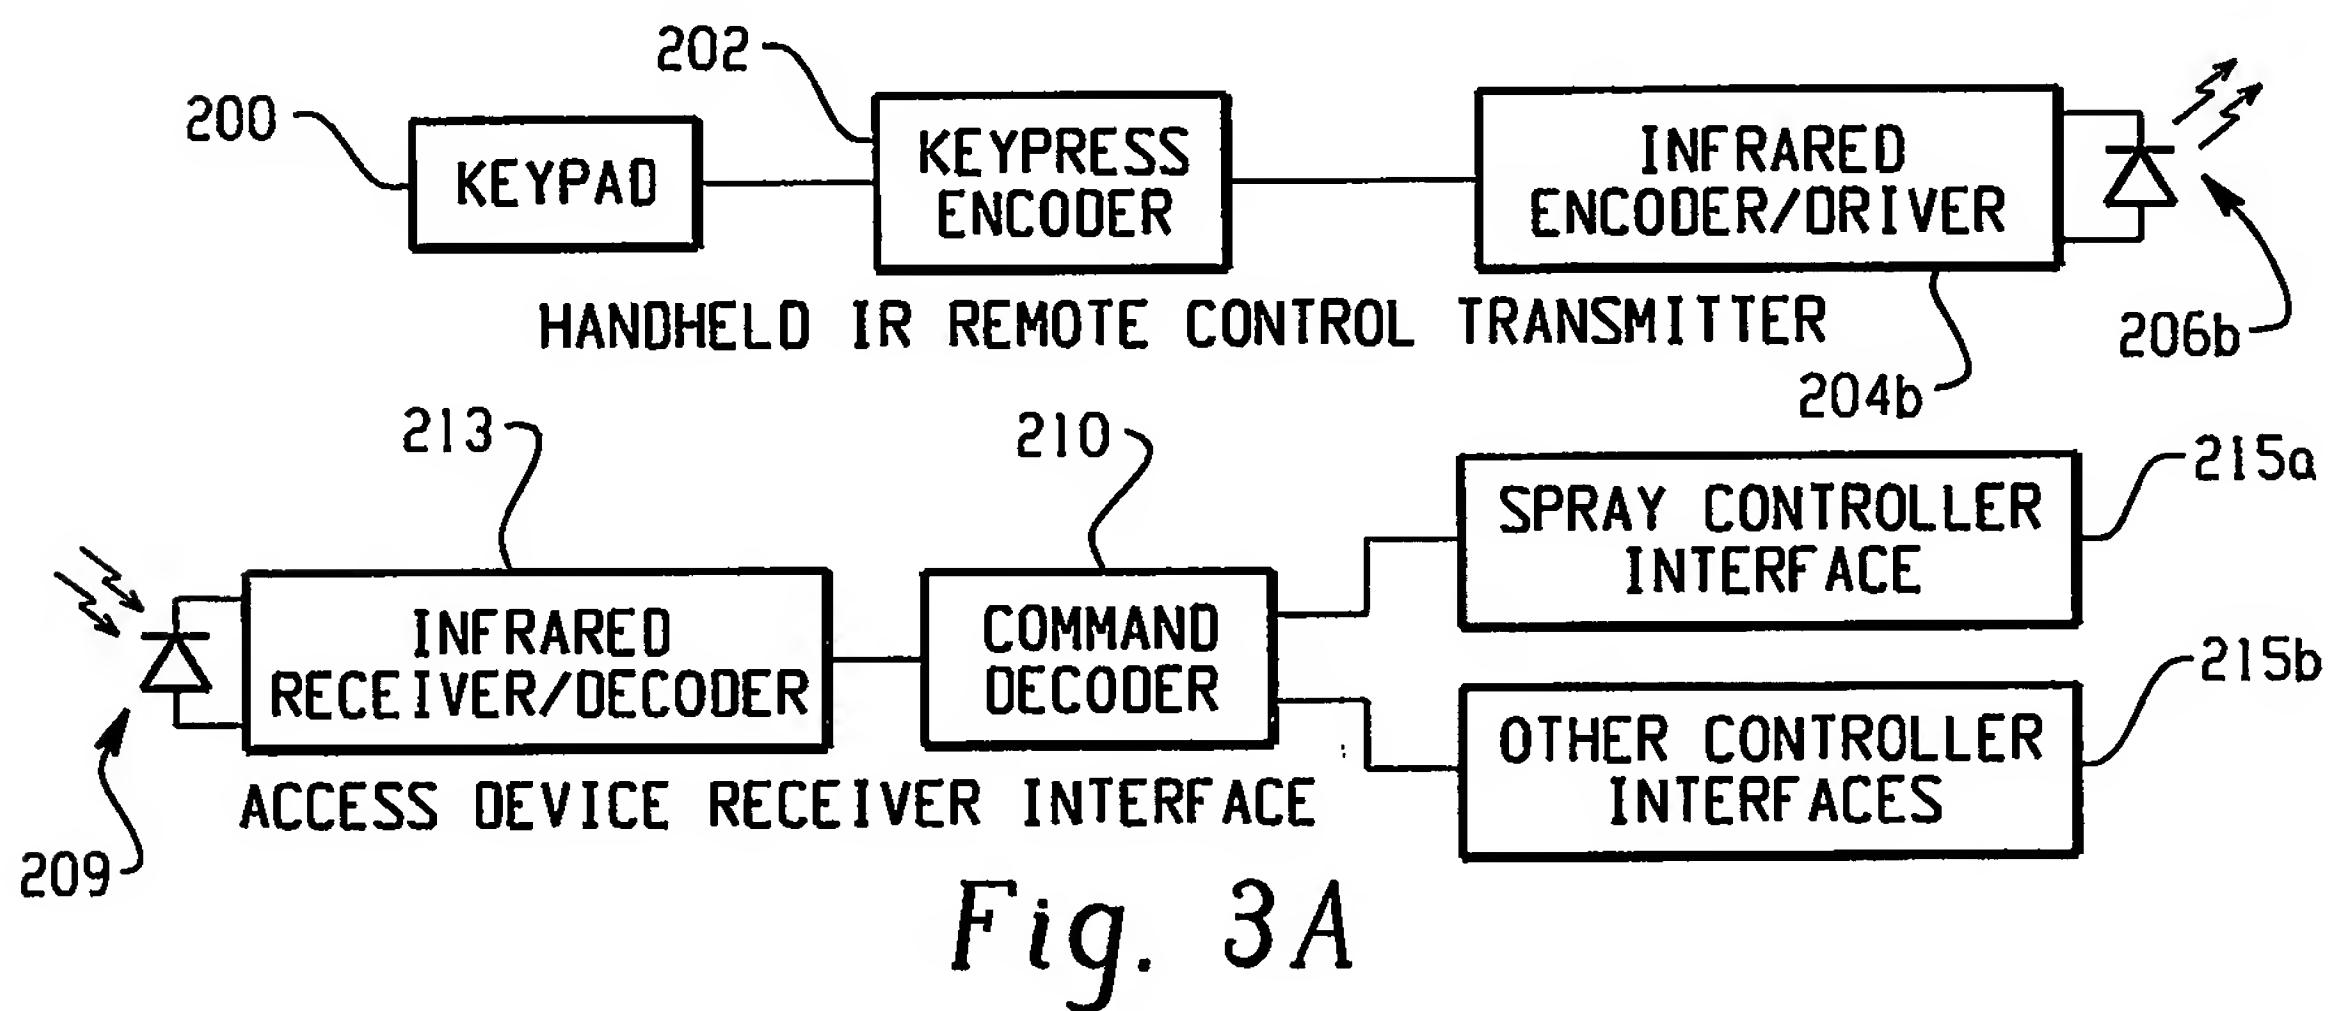 202
200
KEYPAD
KEYPRESS
ENCODER
INFRARED
ENCODER/DRIVER
HANDHELD IR REMOTE CONTROL TRANSMITTER
206b
204b
213
210
215a
SPRAY CONTROLLER
INTERFACE
INFRARED
RECEIVER/DECODER
COMMAND
DECODER
215b
OTHER CONTROLLER
INTERFACES
ACCESS DEVICE RECEIVER INTERFACE
209
Fig. 3A